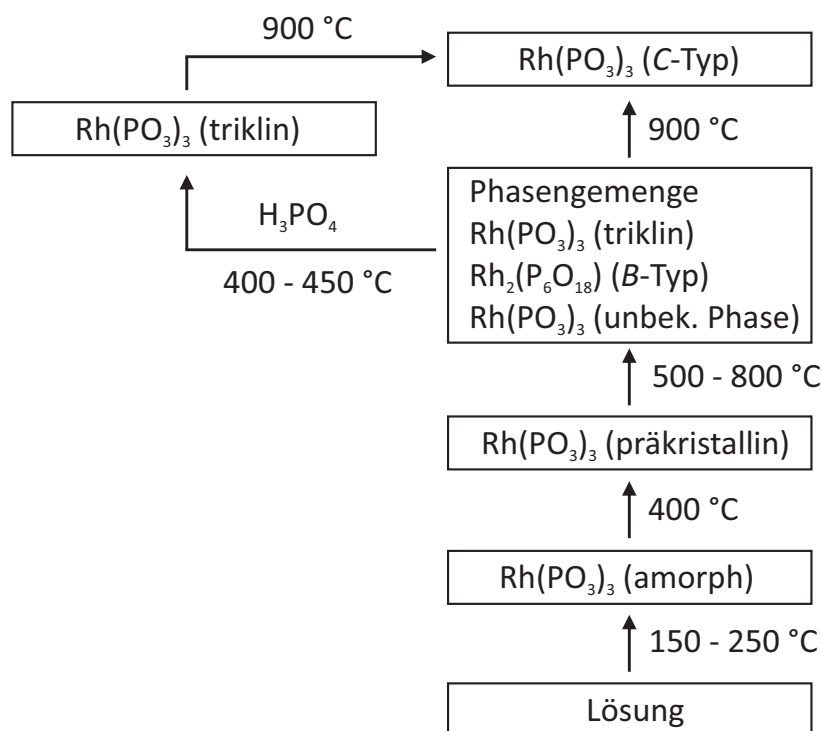 900 °C
Rh(PO₃)₃ (C-Typ)
Rh(PO₃)₃ (triklin)
900 °C
H₃PO₄
400 - 450 °C
Phasengemenge
Rh(PO₃)₃ (triklin)
Rh₂(P₆O₁₈) (B-Typ)
Rh(PO₃)₃ (unbek. Phase)
500 - 800 °C
Rh(PO₃)₃ (präkristallin)
400 °C
Rh(PO₃)₃ (amorph)
150 - 250 °C
Lösung